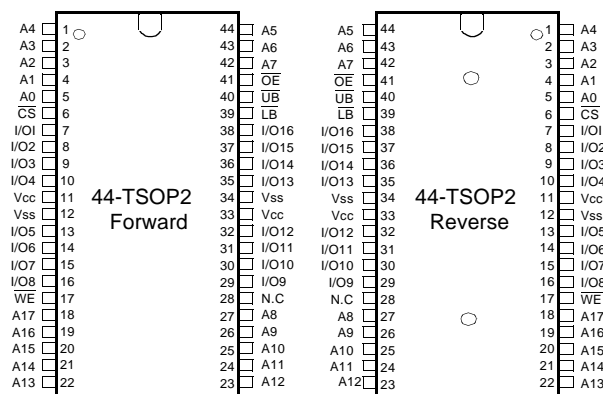 A4 1 44 A5
A3 2 43 A6
A2 3 42 A7
A1 4 41 OE
A0 5 40 UB
CS 6 39 LB
I/OI 7 38 I/O16
I/O2 8 37 I/O15
I/O3 9 36 I/O14
I/O4 10 35 I/O13
Vcc 11 34 Vss
Vss 12 33 Vcc
I/O5 13 32 I/O12
I/O6 14 31 I/O11
I/O7 15 30 I/O10
I/O8 16 29 I/O9
WE 17 28 N.C
A17 18 27 A8
A16 19 26 A9
A15 20 25 A10
A14 21 24 A11
A13 22 23 A12
44-TSOP2
Forward
A5 44 1 A4
A6 43 2 A3
A7 42 3 A2
OE 41 4 A1
UB 40 5 A0
LB 39 6 CS
I/O16 38 7 I/OI
I/O15 37 8 I/O2
I/O14 36 9 I/O3
I/O13 35 10 I/O4
Vss 34 11 Vcc
Vcc 33 12 Vss
I/O12 32 13 I/O5
I/O11 31 14 I/O6
I/O10 30 15 I/O7
I/O9 29 16 I/O8
N.C 28 17 WE
A8 27 18 A17
A9 26 19 A16
A10 25 20 A15
A11 24 21 A14
A12 23 22 A13
44-TSOP2
Reverse